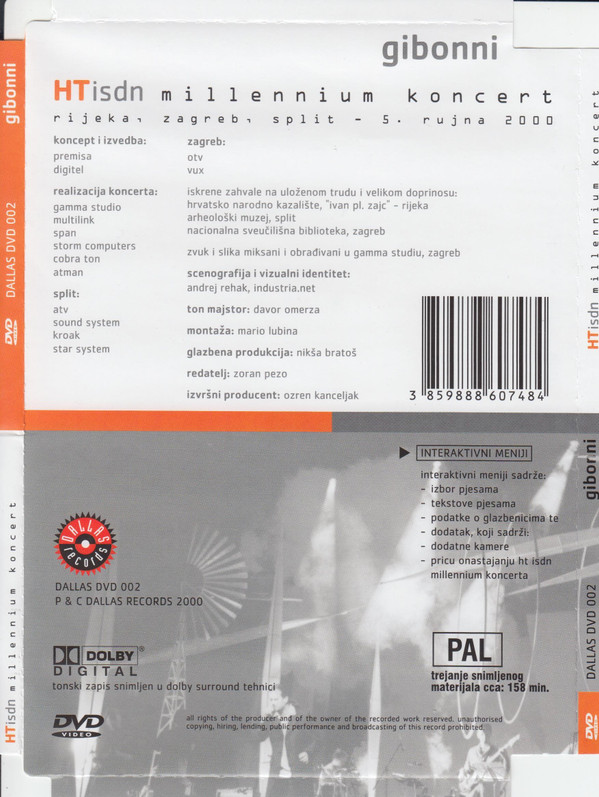 gibonni
HTisdn millennium koncert
rijeka, zagreb, split - 5. rujna 2000
koncept i izvedba:
premisa
digitel
realizacija koncerta:
gamma studio
multilink
span
storm computers
cobra ton
atman
split:
atv
sound system
kroak
star system
zagreb:
otv
vux
iskrene zahvale na uloženom trudu i velikom doprinosu:
hrvatsko narodno kazalište, "ivan pl. zajc" - rijeka
arheološki muzej, split
nacionalna sveučilišna biblioteka, zagreb
zvuk i slika miksani i obrađivani u gamma studiu, zagreb
scenografija i vizualni identitet:
andrej rehak, industria.net
ton majstor: davor omerza
montaža: mario lubina
glazbena produkcija: nikša bratoš
redatelj: zoran pezo
izvršni producent: ozren kanceljak
3 859888 607484
gibonni
DALLAS DVD 002
DVD
HTisdn millennium koncert
INTERAKTIVNI MENIJI
interaktivni meniji sadrže:
- izbor pjesama
- tekstove pjesama
- podatke o glazbenicima te
- dodatak, koji sadrži:
- dodatne kamere
- pricu onastajanju ht isdn
millennium koncerta
DALLAS
records
DALLAS DVD 002
P & C DALLAS RECORDS 2000
DOLBY®
DIGITAL
tonski zapis snimljen u dolby surround tehnici
PAL
trejanje snimljenog
materijala cca: 158 min.
DVD
VIDEO
all rights of the producer and of the owner of the recorded work reserved. unauthorised
copying, hiring, lending, public performance and broadcasting of this record prohibited.
HTisdn millennium koncert
gibonni
DALLAS DVD 002
DVD